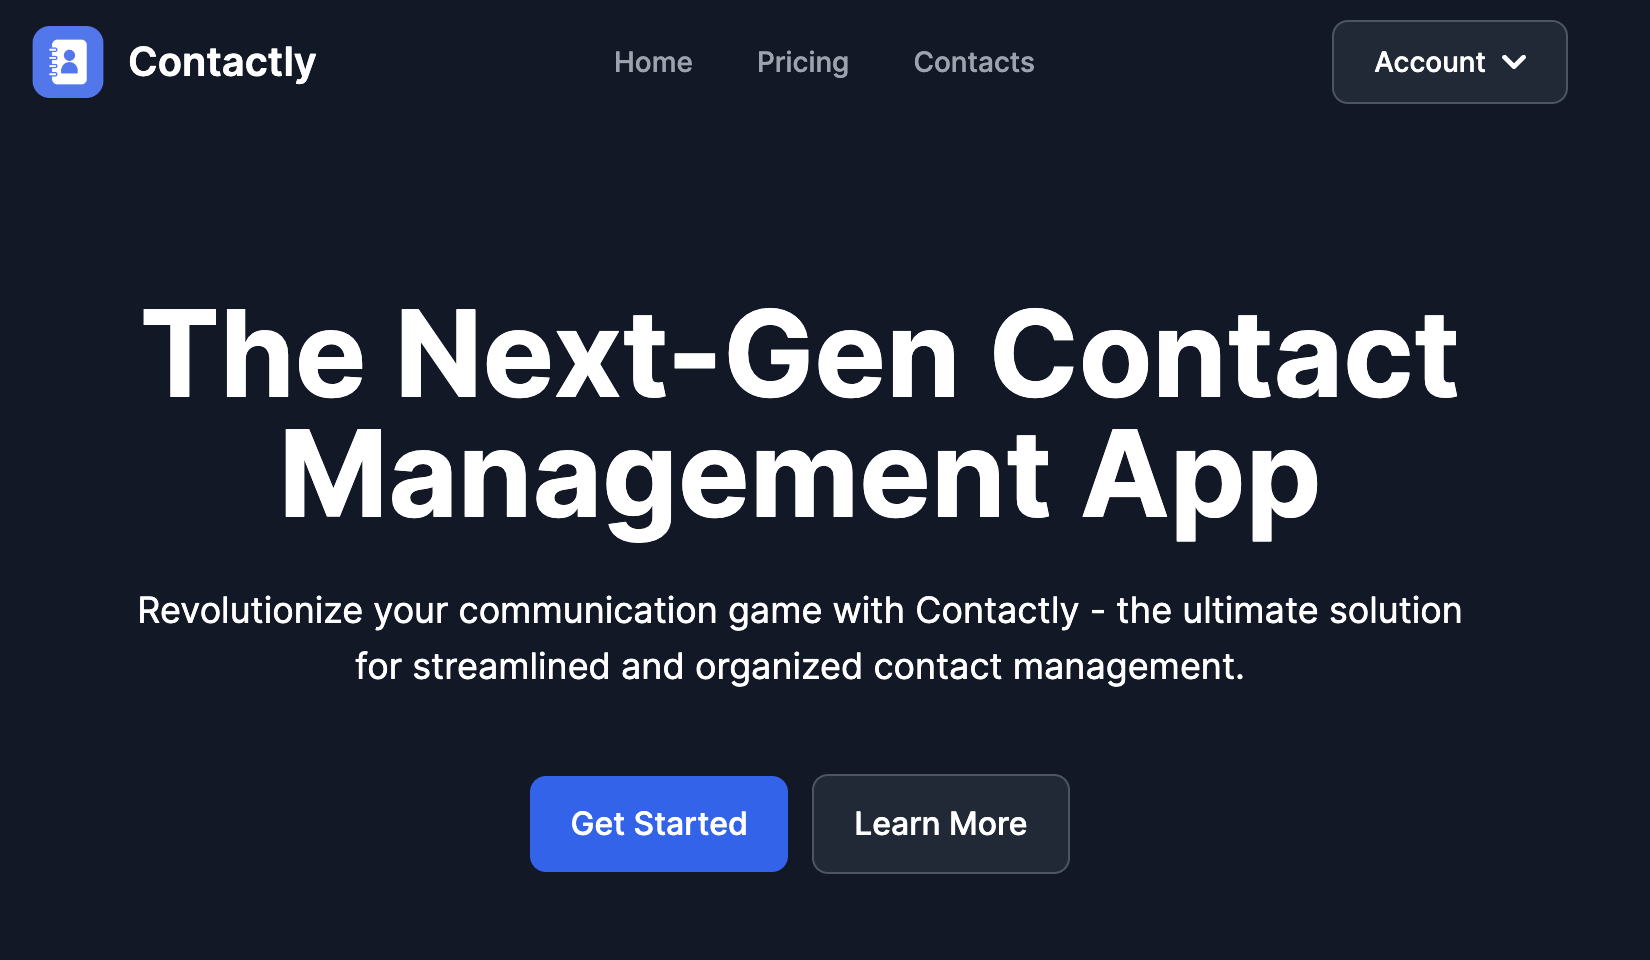 Contactly
Home
Pricing
Contacts
Account
The Next-Gen Contact
Management App
Revolutionize your communication game with Contactly - the ultimate solution
for streamlined and organized contact management.
Get Started
Learn More